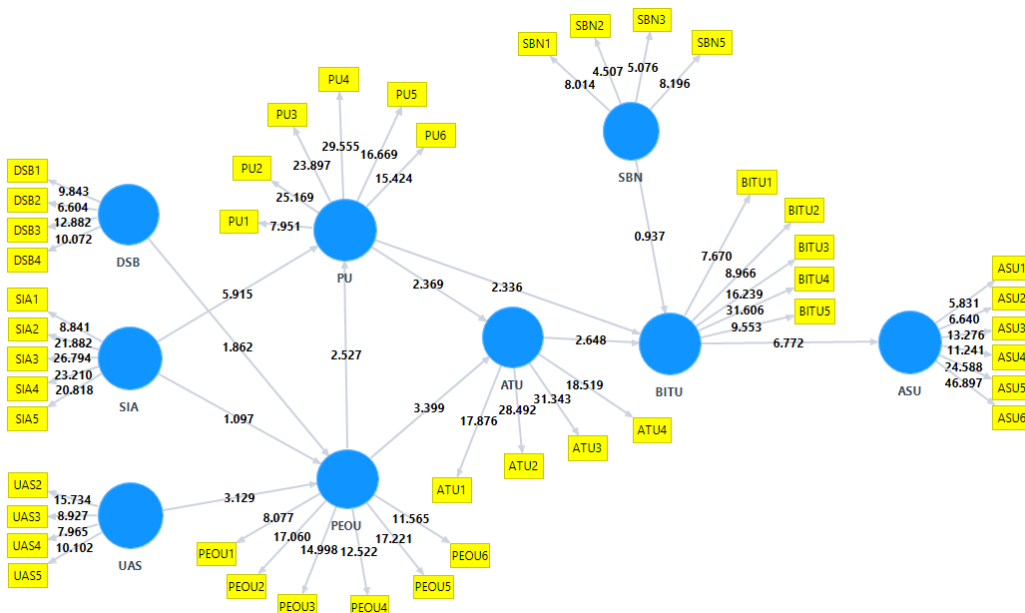 SBN1
SBN2
SBN3
SBN5
8.014
4.507
5.076
8.196
SBN
PU1
PU2
PU3
PU4
PU5
PU6
7.951
25.169
23.897
29.555
16.669
15.424
PU
DSB1
DSB2
DSB3
DSB4
9.843
6.604
12.882
10.072
DSB
SIA1
SIA2
SIA3
SIA4
SIA5
8.841
21.882
26.794
23.210
20.818
SIA
UAS2
UAS3
UAS4
UAS5
15.734
8.927
7.965
10.102
UAS
5.915
1.862
1.097
3.129
2.527
2.369
2.336
3.399
0.937
2.648
6.772
PEOU
8.077
17.060
14.998
12.522
17.221
11.565
PEOU1
PEOU2
PEOU3
PEOU4
PEOU5
PEOU6
ATU
17.876
28.492
31.343
18.519
ATU1
ATU2
ATU3
ATU4
BITU
7.670
8.966
16.239
31.606
9.553
BITU1
BITU2
BITU3
BITU4
BITU5
ASU
5.831
6.640
13.276
11.241
24.588
46.897
ASU1
ASU2
ASU3
ASU4
ASU5
ASU6